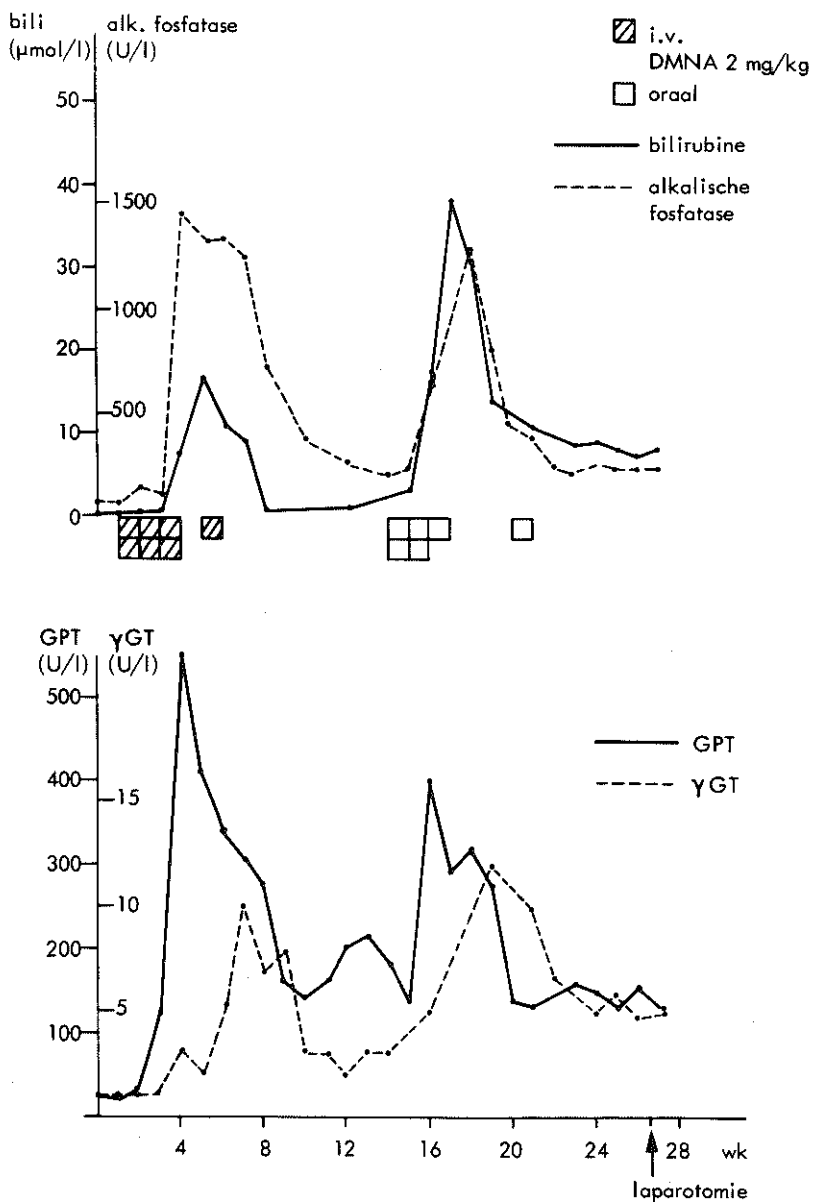 bili alk. fosfatase
(μmol/l) (U/l)
i.v.
DMNA 2 mg/kg
oraal
50
bilirubine
40
1500
alkalische
fosfatase
30
1000
20
500
10
0
GPT γGT
(U/l) (U/l)
500
GPT
400
15
γGT
300
10
200
5
100
4 8 12 16 20 24 28 wk
laparotomie